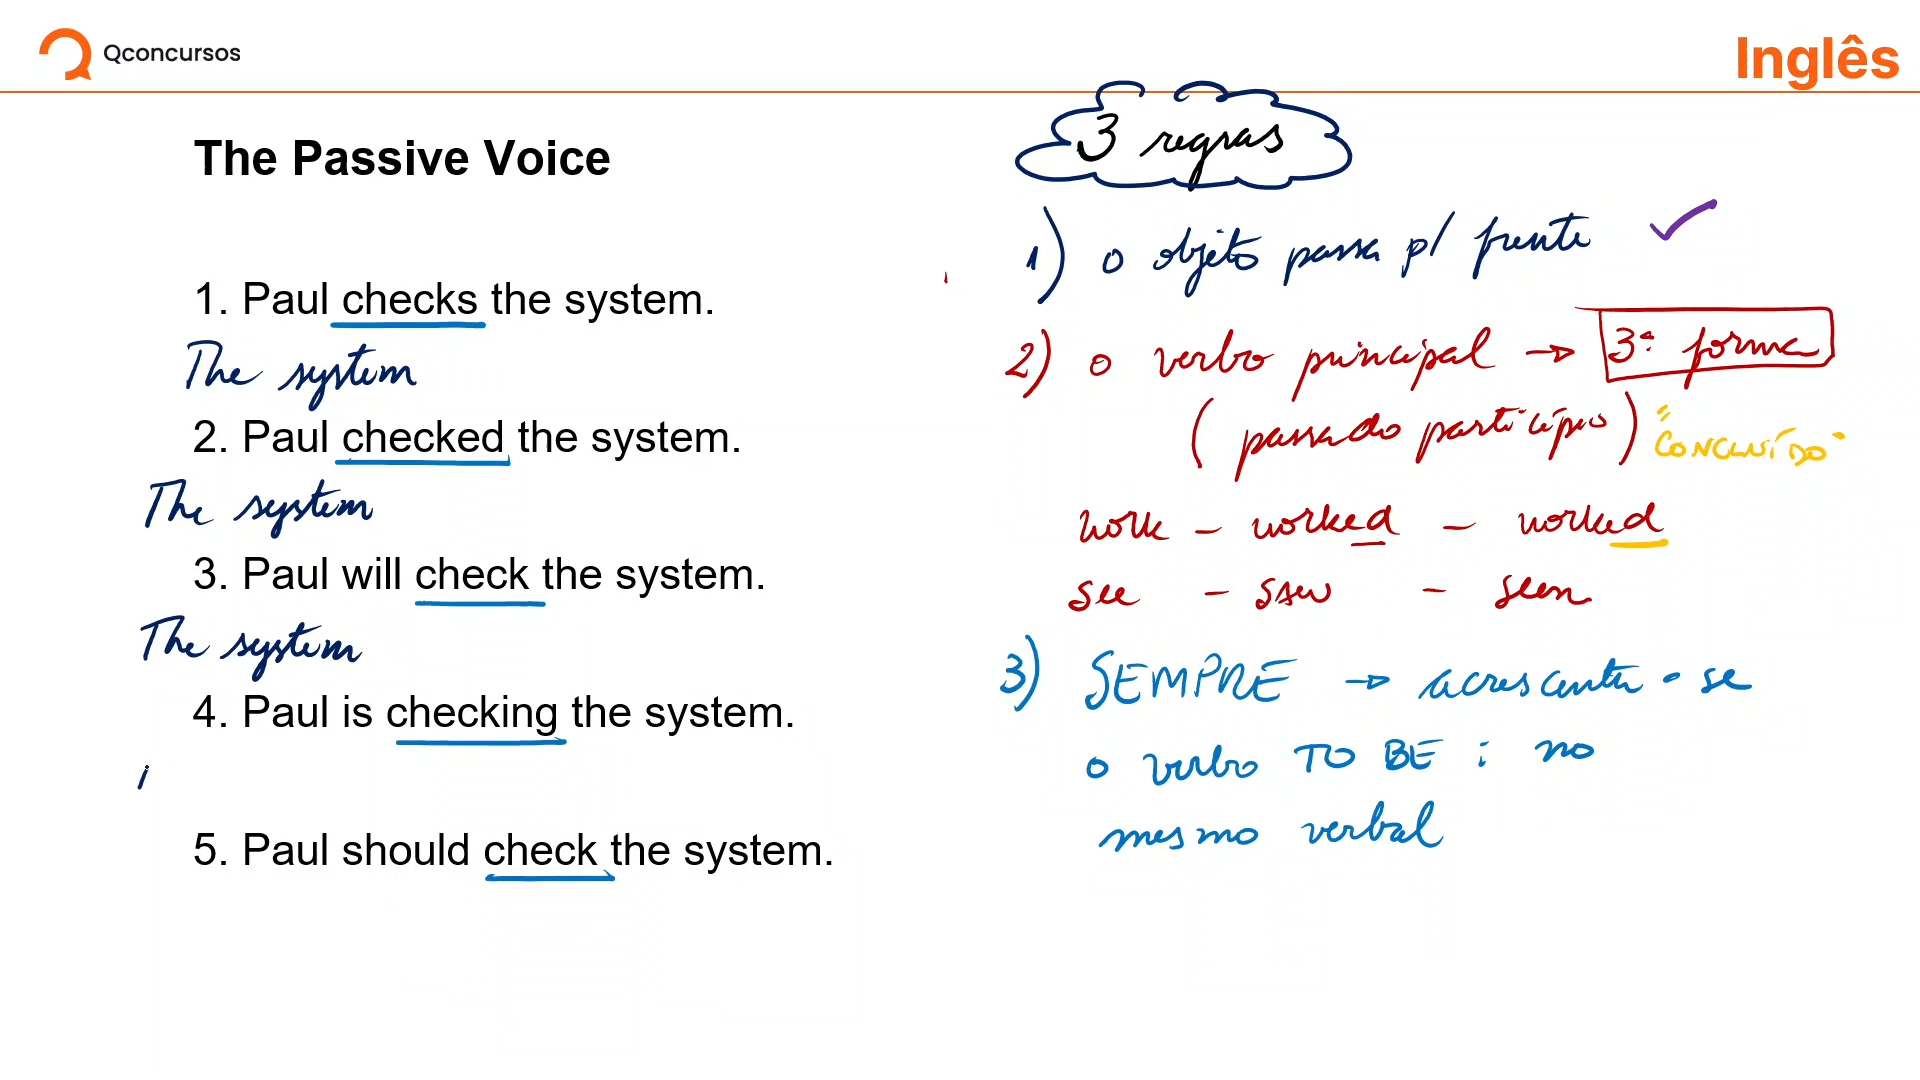 Qconcursos
Inglês
The Passive Voice
1. Paul checks the system.
The system
2. Paul checked the system.
The system
3. Paul will check the system.
The system
4. Paul is checking the system.
5. Paul should check the system.
3 regras
1) o objeto passa p/ frente
2) o verbo principal → 3ª forma
(passado particípio) "CONCLUÍDO"
work - worked - worked
see - saw - seen
3) SEMPRE → acrescenta-se
o verbo TO BE : no
mesmo verbal